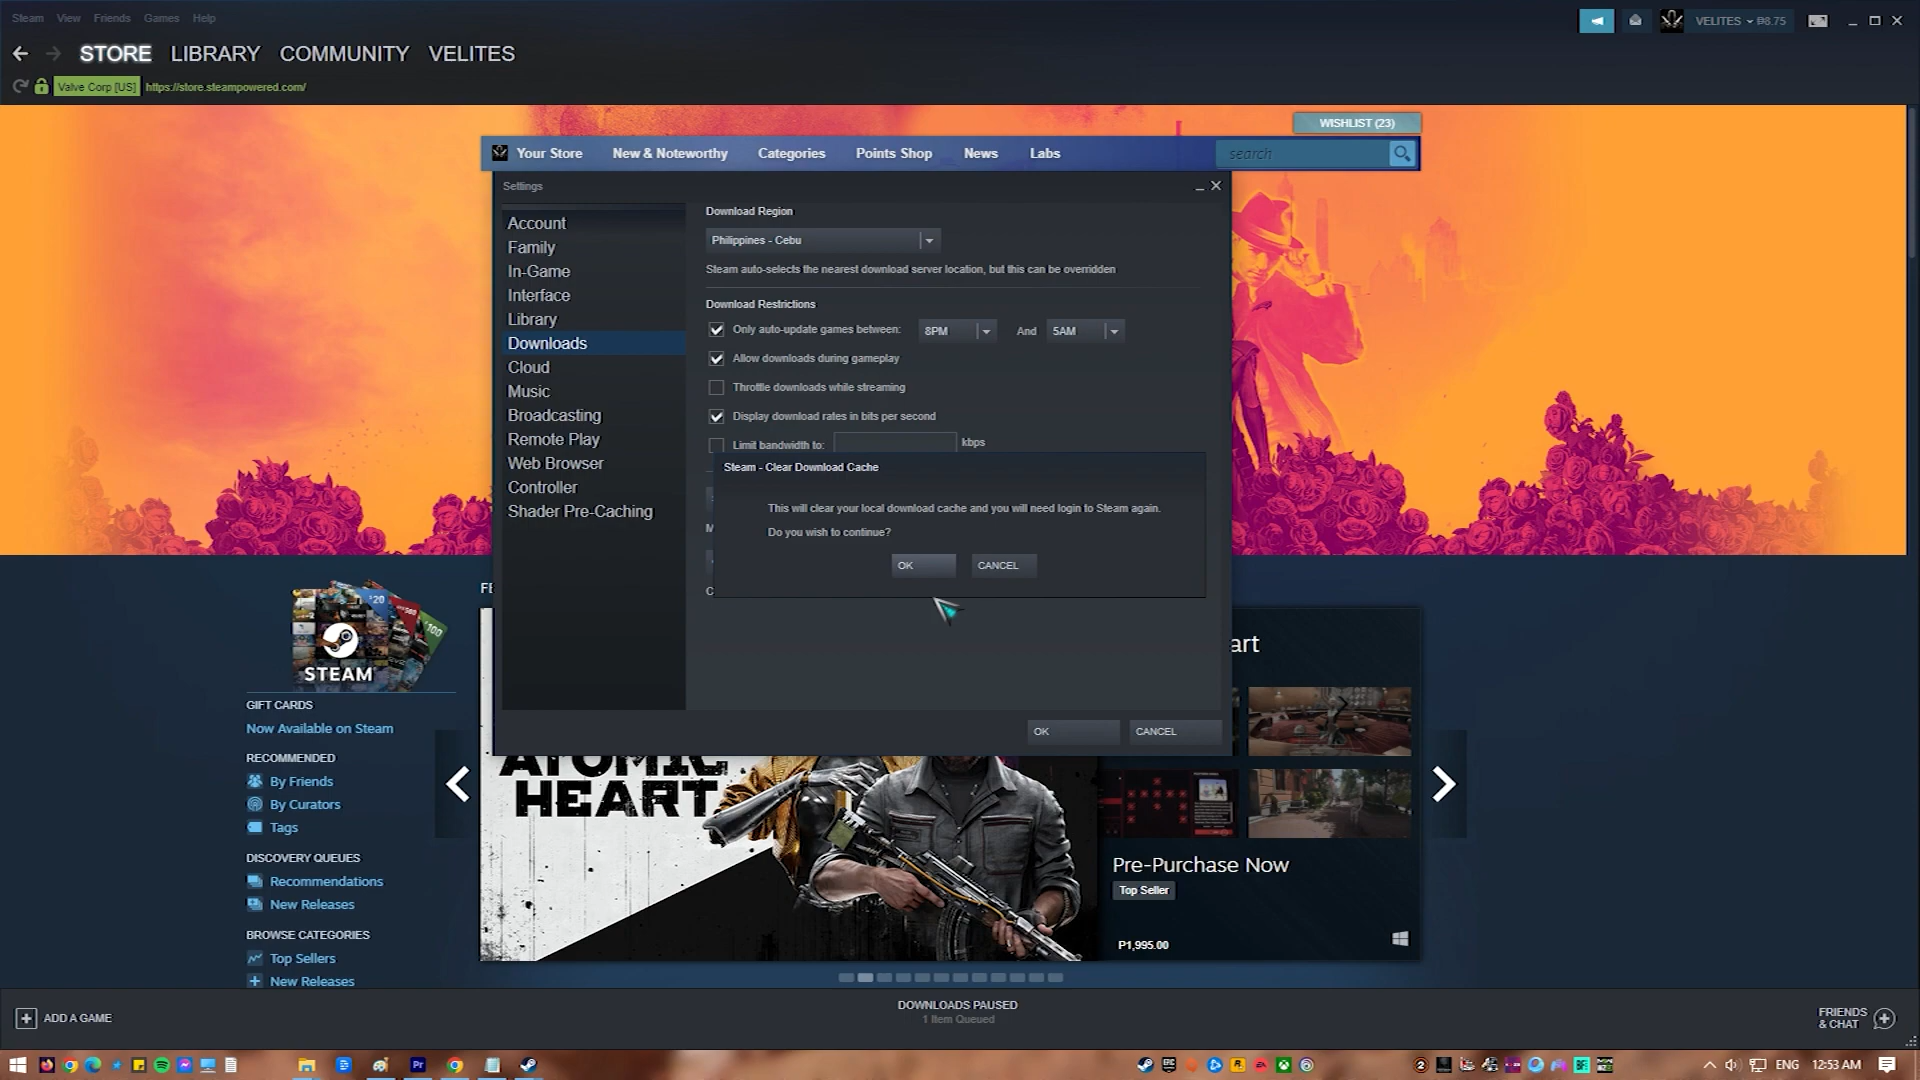 Steam View Friends Games Help
VELITES ₱8.75
STORE LIBRARY COMMUNITY VELITES
Valve Corp [US] https://store.steampowered.com/
WISHLIST (23)
Your Store New & Noteworthy Categories Points Shop News Labs search
Settings
Account
Family
In-Game
Interface
Library
Downloads
Cloud
Music
Broadcasting
Remote Play
Web Browser
Controller
Shader Pre-Caching
Download Region
Philippines - Cebu
Steam auto-selects the nearest download server location, but this can be overridden
Download Restrictions
Only auto-update games between: 8PM And 5AM
Allow downloads during gameplay
Throttle downloads while streaming
Display download rates in bits per second
Limit bandwidth to: kbps
Steam - Clear Download Cache
This will clear your local download cache and you will need login to Steam again.
Do you wish to continue?
OK CANCEL
OK CANCEL
FE
M
C
$20
$100
STEAM
GIFT CARDS
Now Available on Steam
RECOMMENDED
By Friends
By Curators
Tags
DISCOVERY QUEUES
Recommendations
New Releases
BROWSE CATEGORIES
Top Sellers
New Releases
ATOMIC
HEART
art
Pre-Purchase Now
Top Seller
P1,995.00
ADD A GAME
DOWNLOADS PAUSED
1 Item Queued
FRIENDS
& CHAT
Pr
ENG 12:53 AM